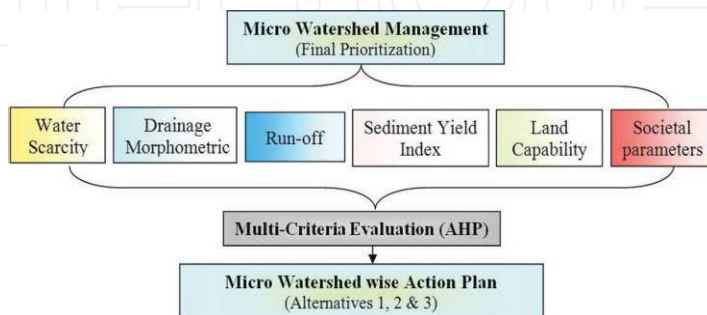 Micro Watershed Management
(Final Prioritization)
Water
Scarcity
Drainage
Morphometric
Run-off
Sediment Yield
Index
Land
Capability
Societal
parameters
Multi-Criteria Evaluation (AHP)
Micro Watershed wise Action Plan
(Alternatives 1, 2 & 3)